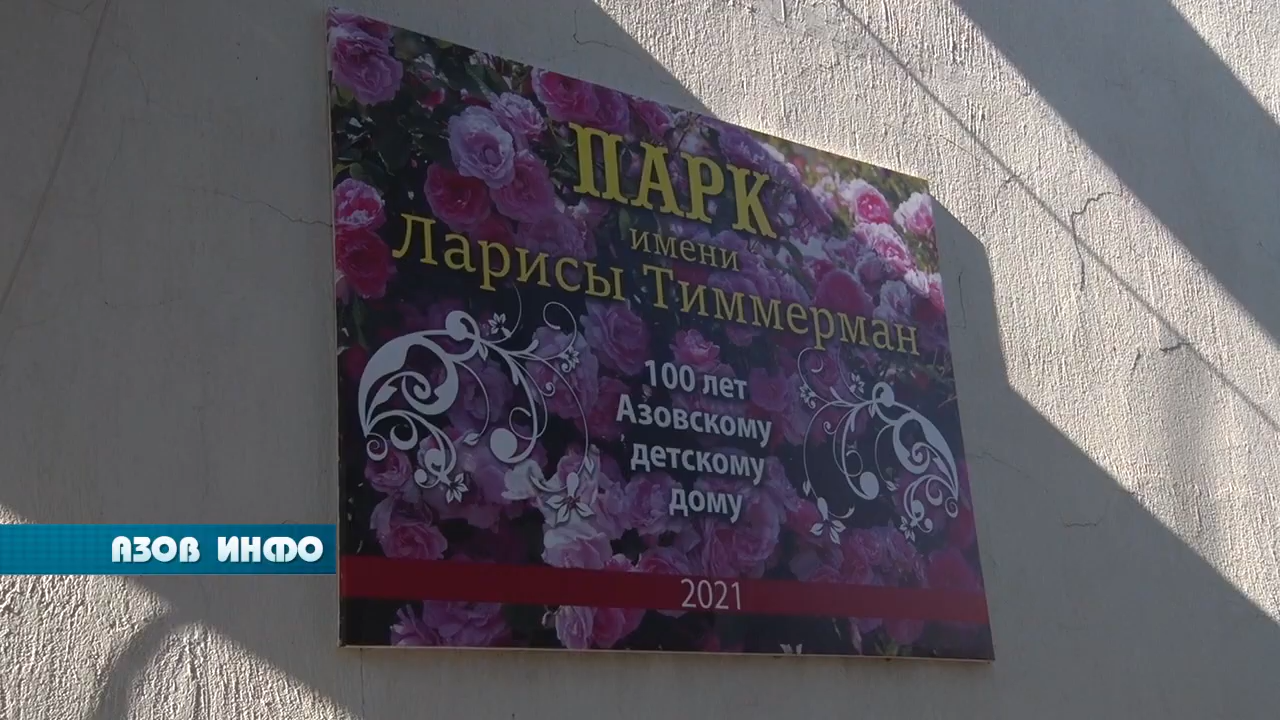 ПАРК
имени
Ларисы Тиммерман
100 лет
Азовскому
детскому
дому
2021
АЗОВ ИНФО